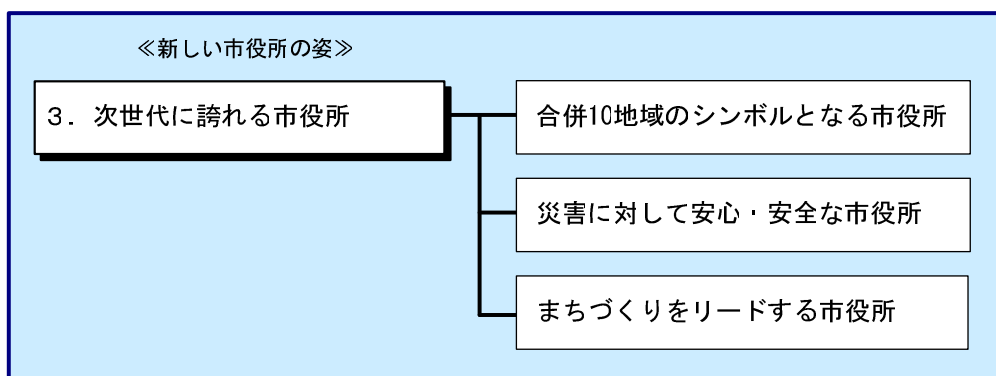 ≪新しい市役所の姿≫
３．次世代に誇れる市役所
合併10地域のシンボルとなる市役所
災害に対して安心・安全な市役所
まちづくりをリードする市役所